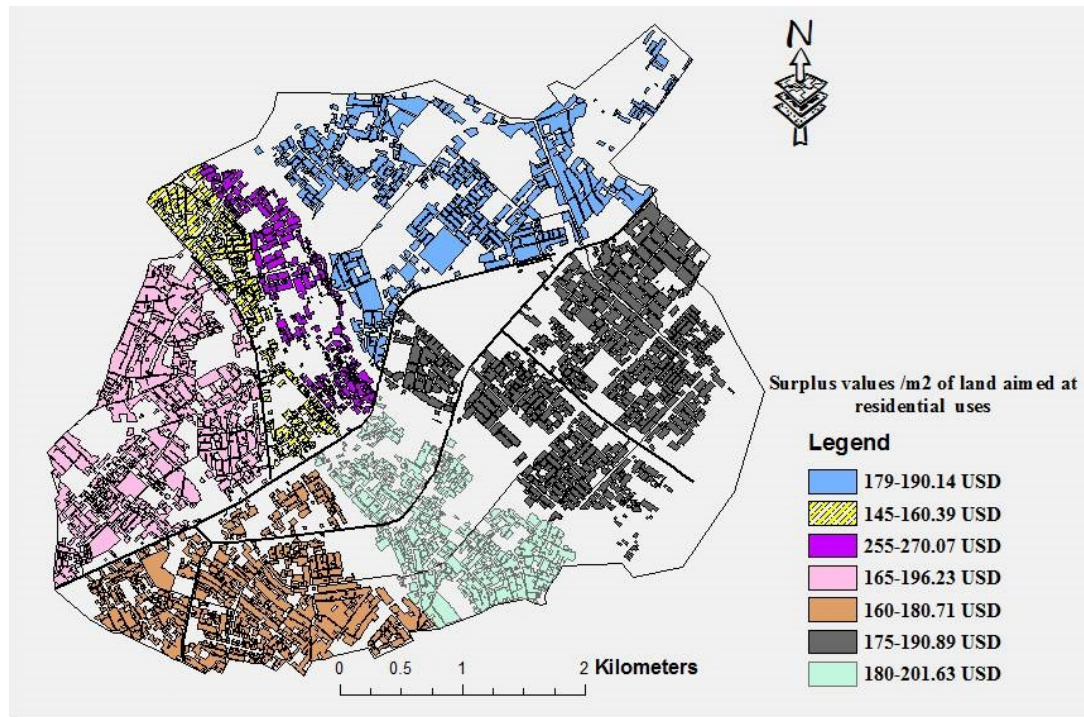 N
Surplus values /m2 of land aimed at
residential uses
Legend
179-190.14 USD
145-160.39 USD
255-270.07 USD
165-196.23 USD
160-180.71 USD
175-190.89 USD
180-201.63 USD
0 0.5 1 2 Kilometers